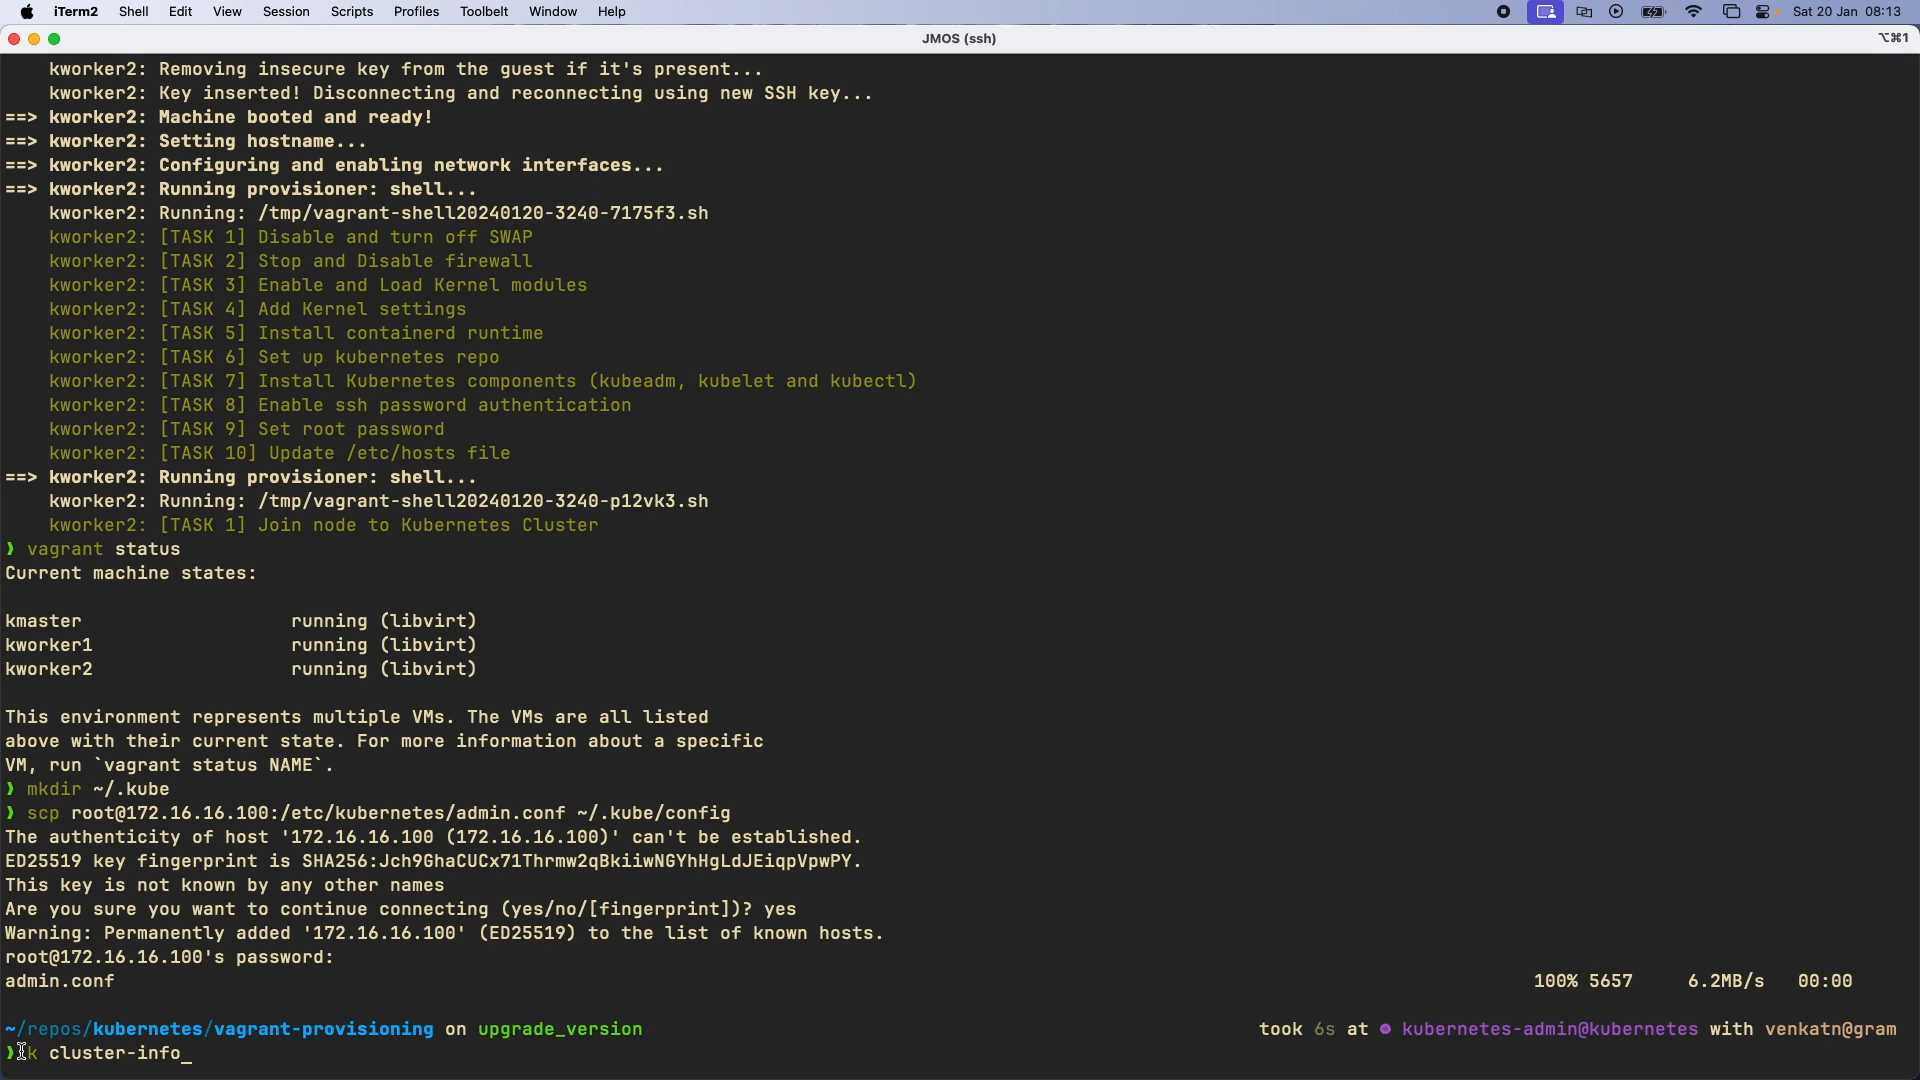 iTerm2 Shell Edit View Session Scripts Profiles Toolbelt Window Help Sat 20 Jan 08:13
JMOS (ssh) ⌥⌘1
kworker2: Removing insecure key from the guest if it's present...
kworker2: Key inserted! Disconnecting and reconnecting using new SSH key...
==> kworker2: Machine booted and ready!
==> kworker2: Setting hostname...
==> kworker2: Configuring and enabling network interfaces...
==> kworker2: Running provisioner: shell...
kworker2: Running: /tmp/vagrant-shell20240120-3240-7175f3.sh
kworker2: [TASK 1] Disable and turn off SWAP
kworker2: [TASK 2] Stop and Disable firewall
kworker2: [TASK 3] Enable and Load Kernel modules
kworker2: [TASK 4] Add Kernel settings
kworker2: [TASK 5] Install containerd runtime
kworker2: [TASK 6] Set up kubernetes repo
kworker2: [TASK 7] Install Kubernetes components (kubeadm, kubelet and kubectl)
kworker2: [TASK 8] Enable ssh password authentication
kworker2: [TASK 9] Set root password
kworker2: [TASK 10] Update /etc/hosts file
==> kworker2: Running provisioner: shell...
kworker2: Running: /tmp/vagrant-shell20240120-3240-p12vk3.sh
kworker2: [TASK 1] Join node to Kubernetes Cluster
❯ vagrant status
Current machine states:
kmaster running (libvirt)
kworker1 running (libvirt)
kworker2 running (libvirt)
This environment represents multiple VMs. The VMs are all listed
above with their current state. For more information about a specific
VM, run `vagrant status NAME`.
❯ mkdir ~/.kube
❯ scp root@172.16.16.100:/etc/kubernetes/admin.conf ~/.kube/config
The authenticity of host '172.16.16.100 (172.16.16.100)' can't be established.
ED25519 key fingerprint is SHA256:Jch9GhaCUCx71Thrmw2qBkiiwNGYhHgLdJEiqpVpwPY.
This key is not known by any other names
Are you sure you want to continue connecting (yes/no/[fingerprint])? yes
Warning: Permanently added '172.16.16.100' (ED25519) to the list of known hosts.
root@172.16.16.100's password:
admin.conf 100% 5657 6.2MB/s 00:00
~/repos/kubernetes/vagrant-provisioning on upgrade_version took 6s at kubernetes-admin@kubernetes with venkatn@gram
❯ k cluster-info_